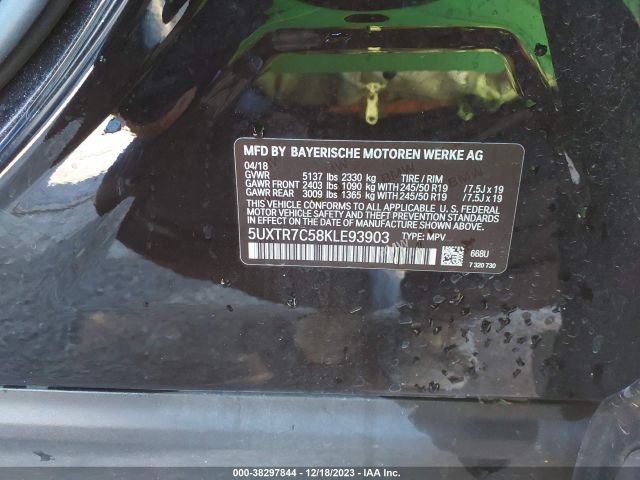 MFD BY BAYERISCHE MOTOREN WERKE AG
04/18
GVWR 5137 lbs 2330 kg TIRE / RIM
GAWR FRONT 2403 lbs 1090 kg WITH 245/50 R19 /7.5J x 19
GAWR REAR 3009 lbs 1365 kg WITH 245/50 R19 /7.5J x 19
THIS VEHICLE CONFORMS TO ALL APPLICABLE U.S. FEDERAL
MOTOR VEHICLE SAFETY AND THEFT PREVENTION STANDARDS
IN EFFECT ON THE DATE OF MANUFACTURE SHOWN ABOVE.
5UXTR7C58KLE93903 TYPE: MPV
668U
7 320 730
000-38297844 / 12/18/2023 / IAA Inc.